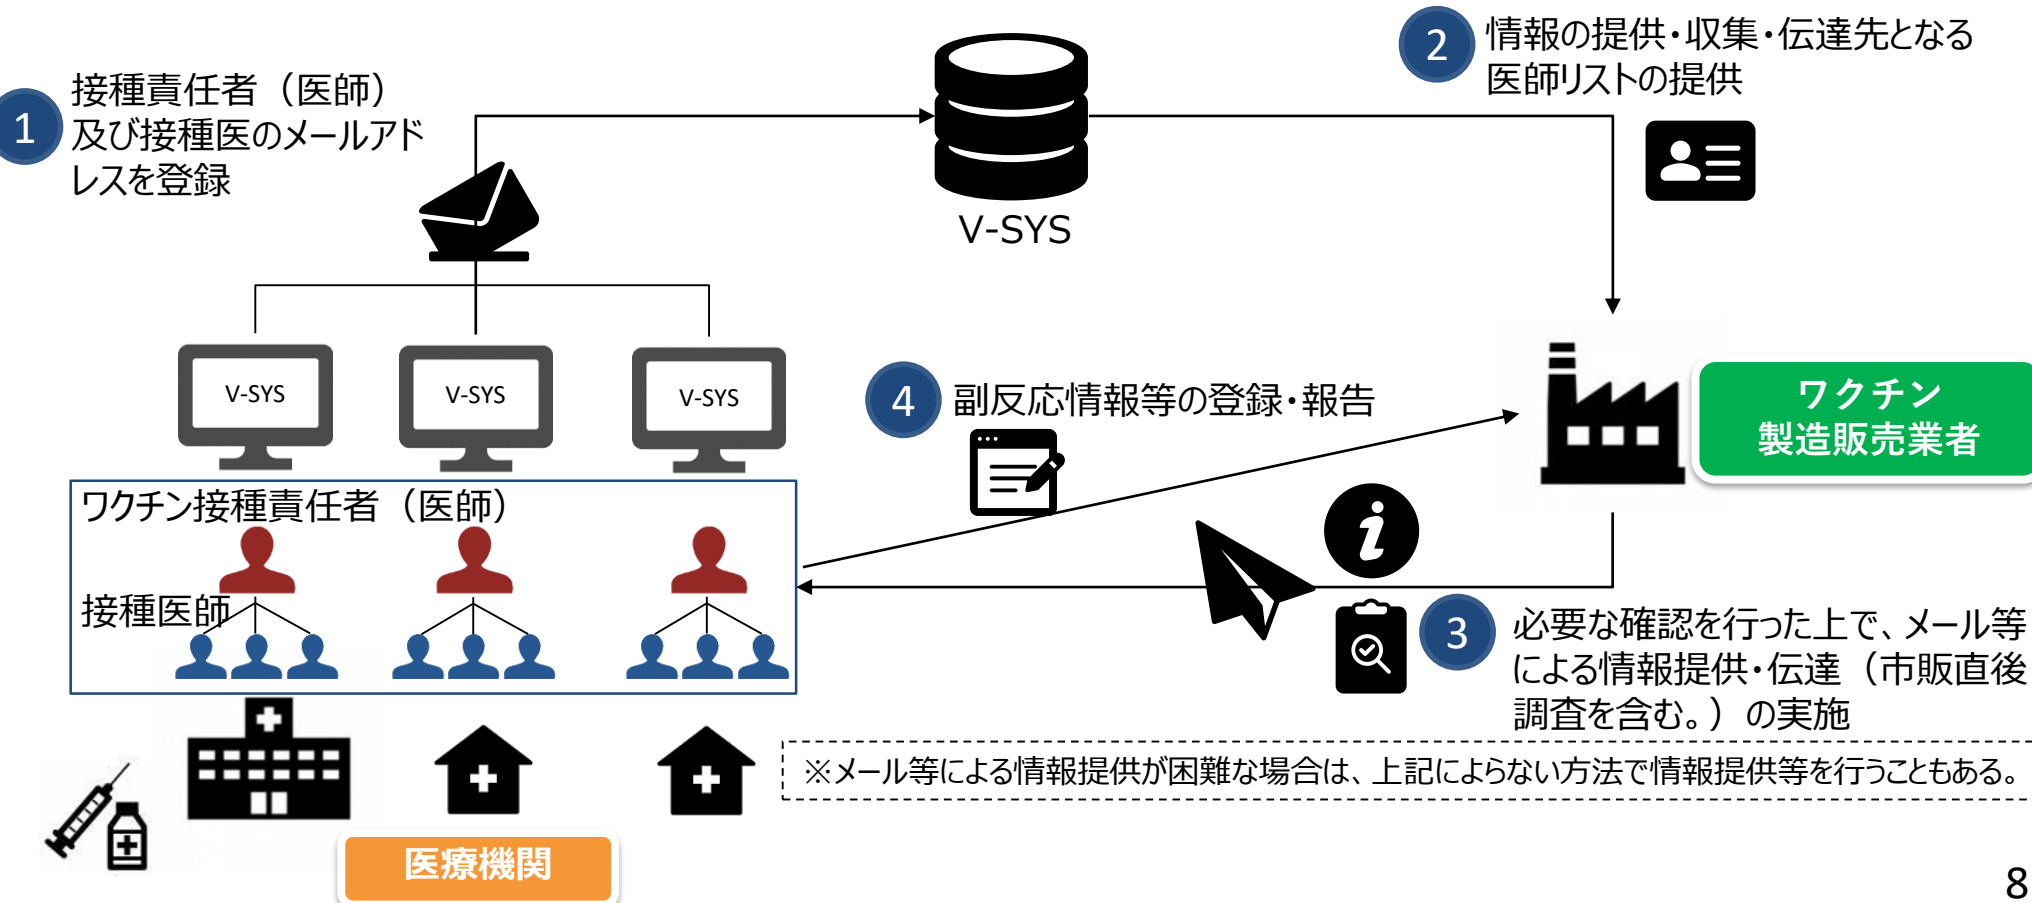 1
接種責任者（医師）
及び接種医のメールアド
レスを登録
V-SYS
2
情報の提供・収集・伝達先となる
医師リストの提供
V-SYS
V-SYS
V-SYS
4
副反応情報等の登録・報告
ワクチン
製造販売業者
ワクチン接種責任者（医師）
接種医師
3
必要な確認を行った上で、メール等
による情報提供・伝達（市販直後
調査を含む。）の実施
※メール等による情報提供が困難な場合は、上記によらない方法で情報提供等を行うこともある。
医療機関
8